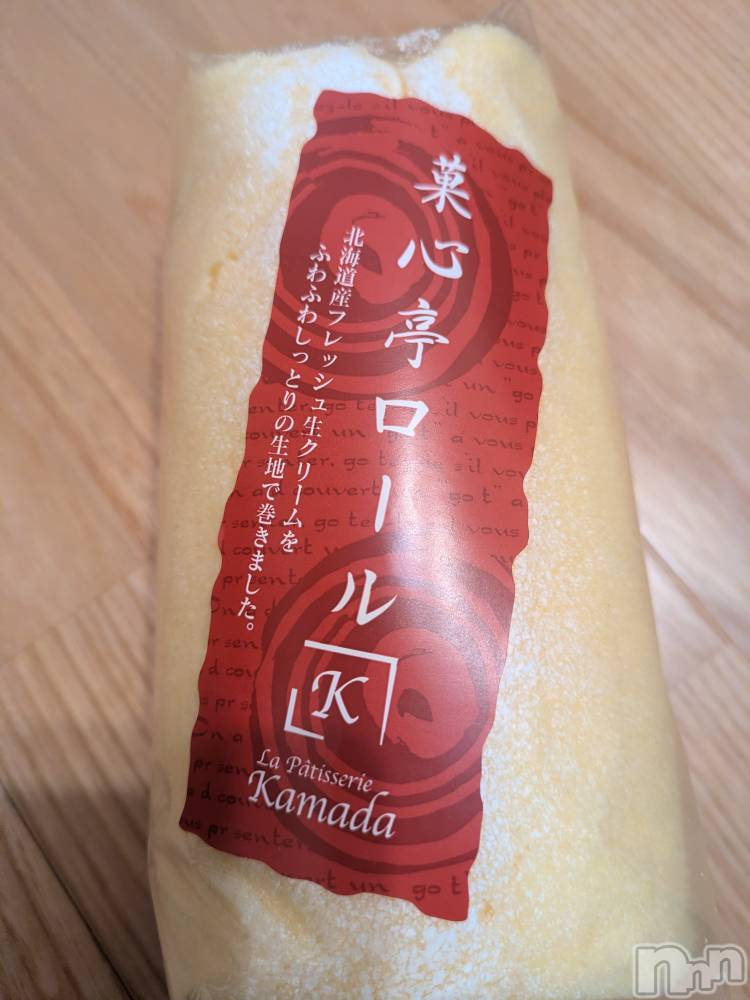 菓心亭ロール
北海道産フレッシュ生クリームを
ふわふわしっとりの生地で巻きました。
K
La Pâtisserie
Kamada
nnn